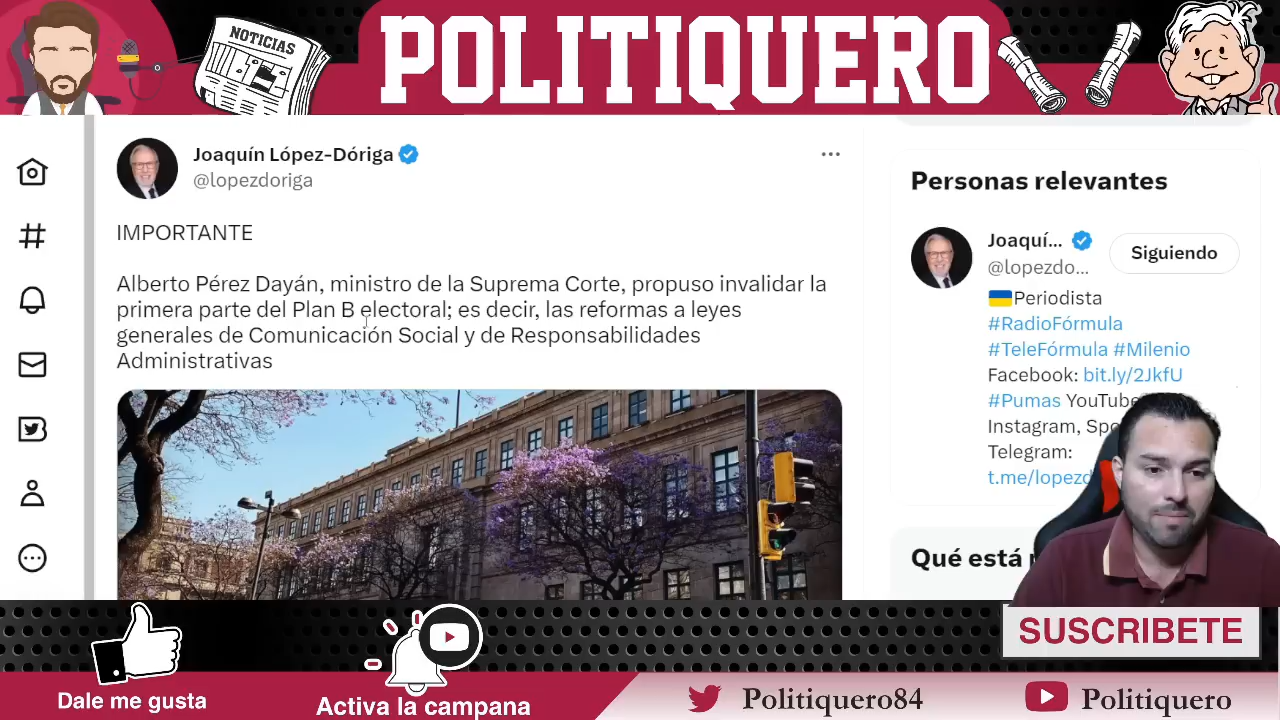 NOTICIAS
POLITIQUERO
Joaquín López-Dóriga
@lopezdoriga
IMPORTANTE
Alberto Pérez Dayán, ministro de la Suprema Corte, propuso invalidar la
primera parte del Plan B electoral; es decir, las reformas a leyes
generales de Comunicación Social y de Responsabilidades
Administrativas
Personas relevantes
Joaquí...
@lopezdo...
Siguiendo
Periodista
#RadioFórmula
#TeleFórmula #Milenio
Facebook: bit.ly/2JkfU
#Pumas YouTube
Instagram, Spo
Telegram:
t.me/lopezd
Qué está
SUSCRIBETE
Dale me gusta
Activa la campana
Politiquero84
Politiquero